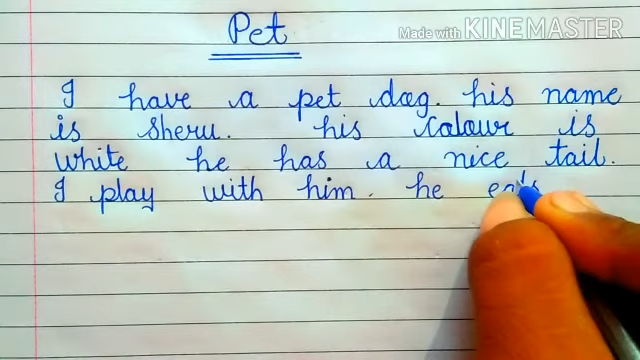 Made with KINEMASTER
Pet
I have a pet dog. his name
is Sheru. his colour is
white he has a nice tail.
I play with him. he eats